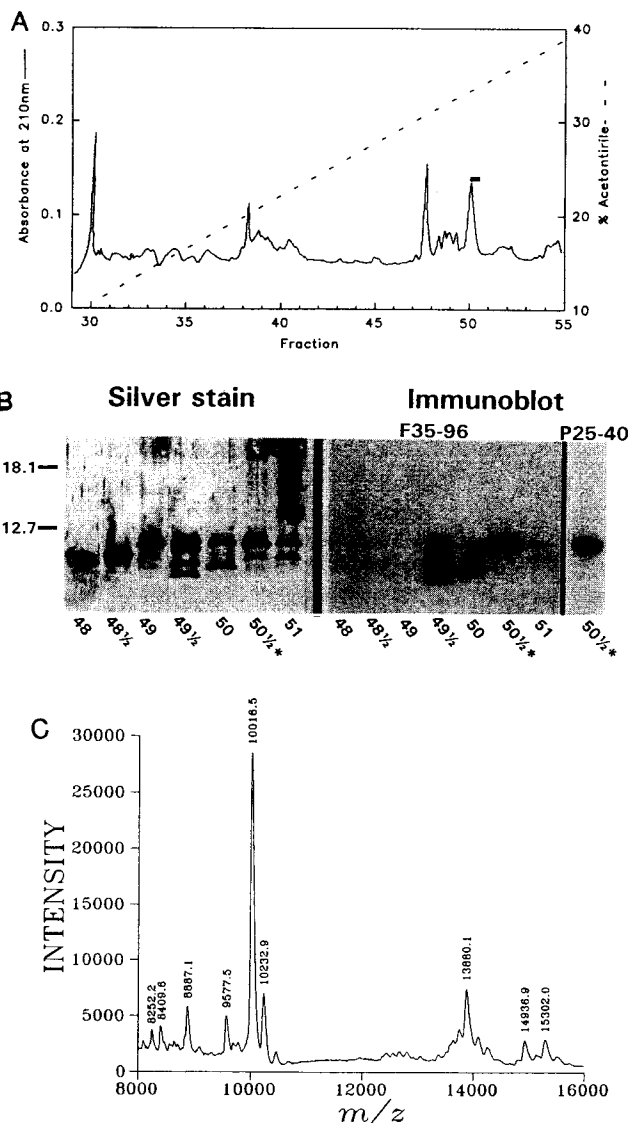 A
0.3
0.2
0.1
0.0
Absorbance at 210nm
40
30
20
10
% Acetantirile- - -
30 35 40 45 50 55
Fraction
B
Silver stain
Immunoblot
F35-96
P25-40
18.1
12.7
48 48½ 49 49½ 50 50½* 51
48 48½ 49 49½ 50 50½* 51
50½*
C
30000
25000
20000
15000
10000
5000
0
INTENSITY
8252.2
8409.6
8887.1
9577.5
10016.5
10232.9
13880.1
14936.9
15302.0
8000 10000 12000 14000 16000
m/z